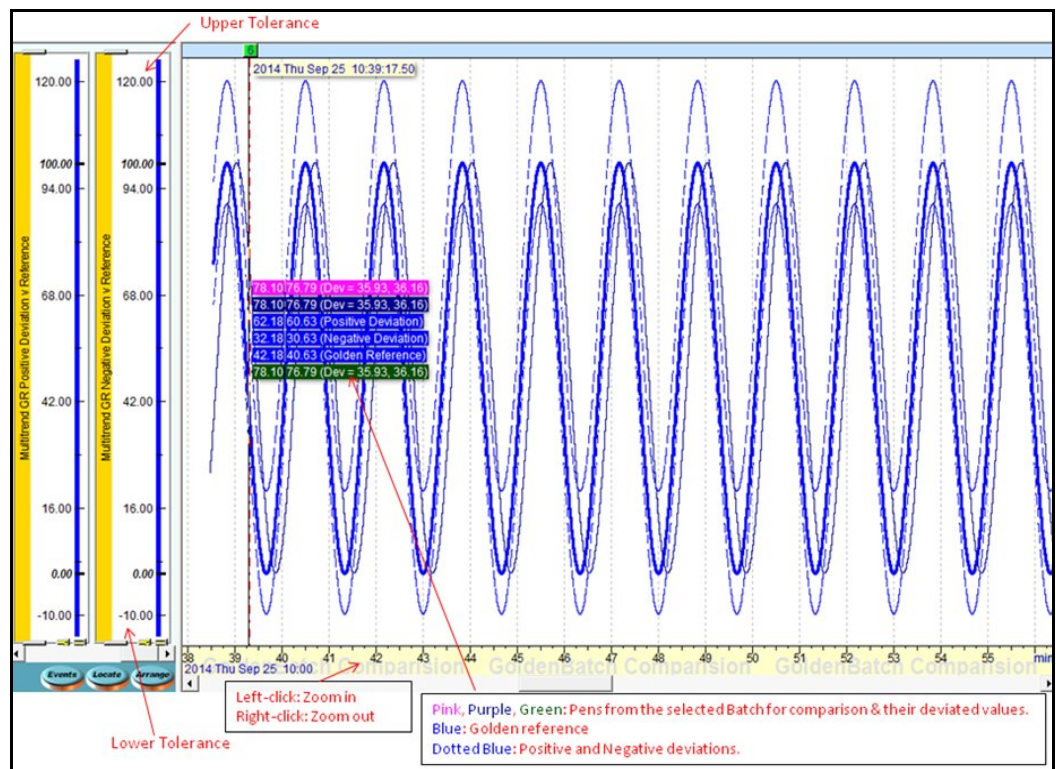 Upper Tolerance
6
2014 Thu Sep 25 10:39:17.50
120.00
100.00
94.00
68.00
42.00
16.00
0.00
-10.00
Multitrend GR Positive Deviation v Reference
120.00
100.00
94.00
68.00
42.00
16.00
0.00
-10.00
Multitrend GR Negative Deviation v Reference
78.10 76.79 (Dev = 35.93, 36.16)
78.10 76.79 (Dev = 35.93, 36.16)
62.18 60.63 (Positive Deviation)
32.18 30.63 (Negative Deviation)
42.18 40.63 (Golden Reference)
78.10 76.79 (Dev = 35.93, 36.16)
38 39 40 41 42 43 44 45 46 47 48 49 50 51 52 53 54 55 min
2014 Thu Sep 25 10:00
GoldenBatch Comparision GoldenBatch Comparision GoldenBatch Comparision
Events Locate Arrange
Left-click: Zoom in
Right-click: Zoom out
Lower Tolerance
Pink, Purple, Green: Pens from the selected Batch for comparison & their deviated values.
Blue: Golden reference
Dotted Blue: Positive and Negative deviations.